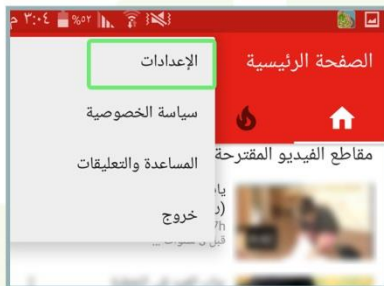 ٣:٠٤ م
%٥٢
الصفحة الرئيسية
الإعدادات
سياسة الخصوصية
المساعدة والتعليقات
خروج
مقاطع الفيديو المقترحة